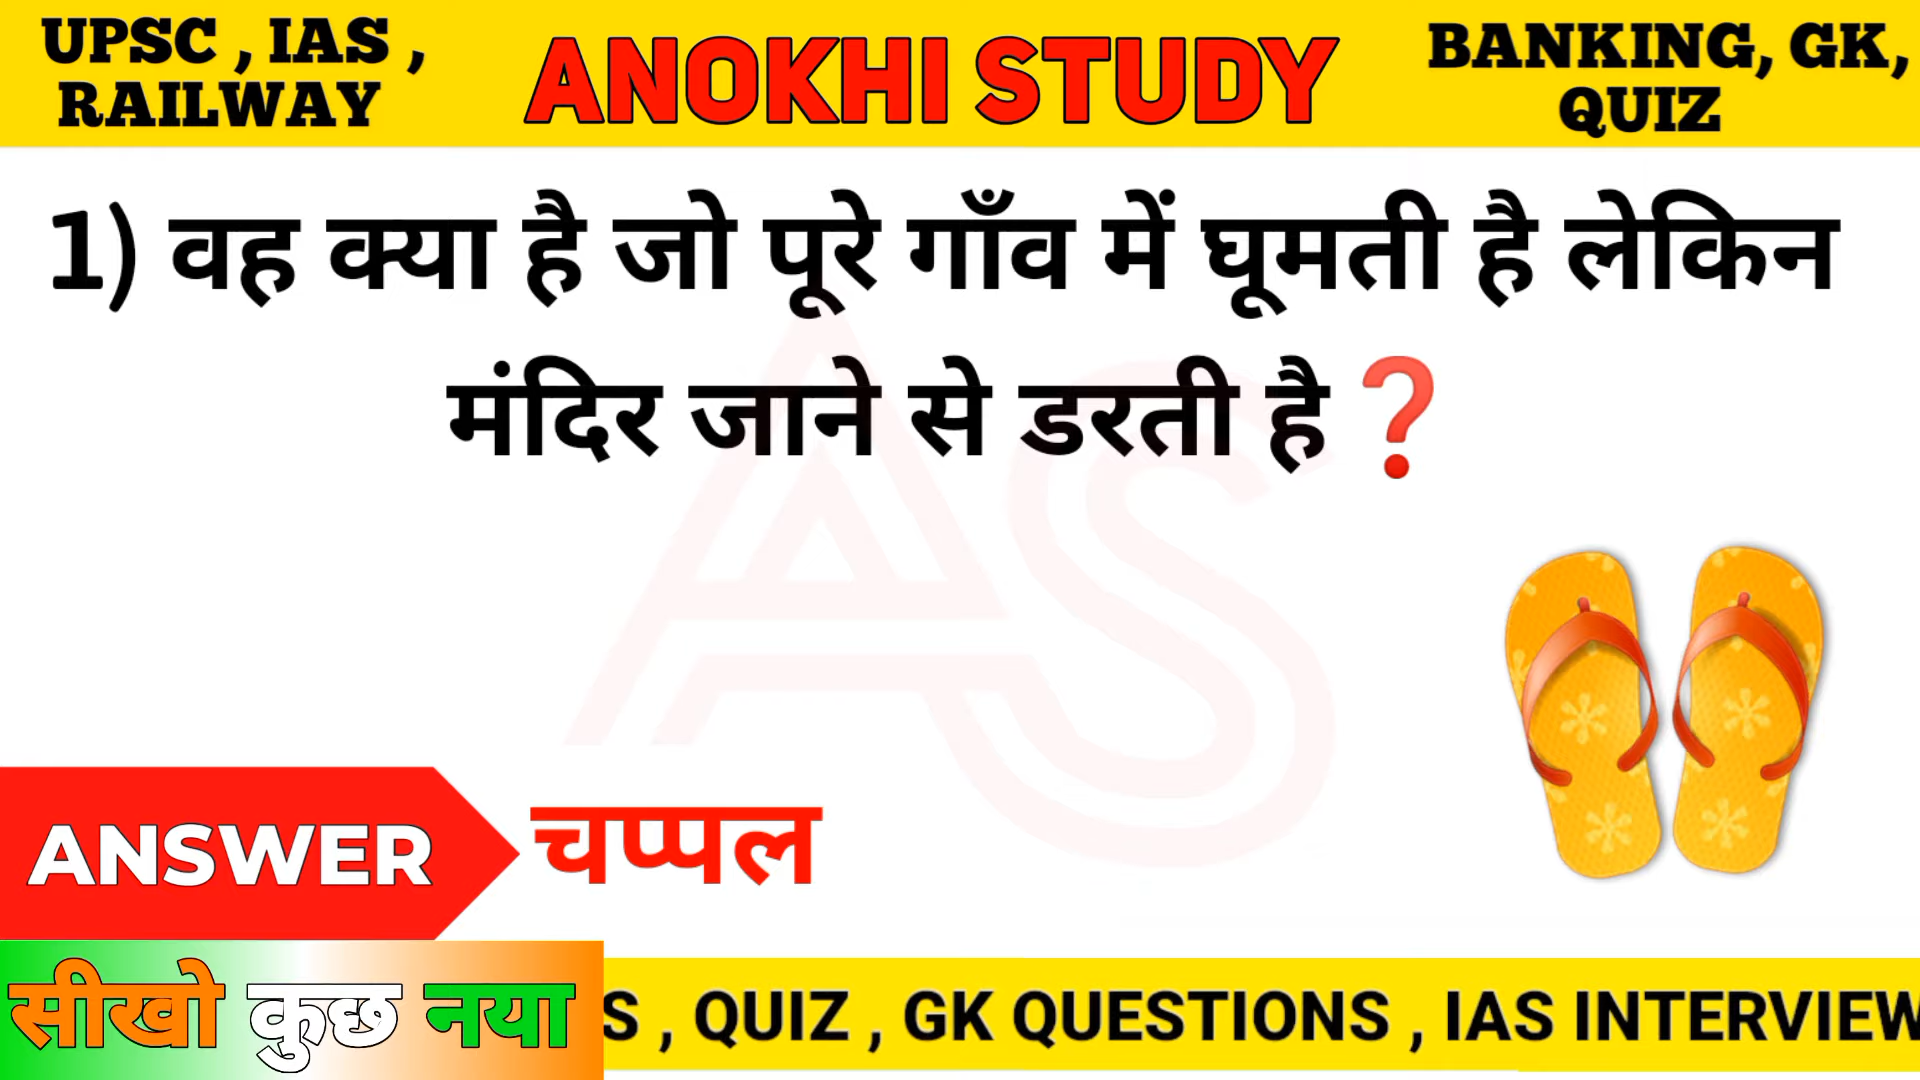 UPSC , IAS ,
RAILWAY
ANOKHI STUDY
BANKING, GK,
QUIZ
1) वह क्या है जो पूरे गाँव में घूमती है लेकिन
मंदिर जाने से डरती है❓
ANSWER
चप्पल
सीखो कुछ नया
S , QUIZ , GK QUESTIONS , IAS INTERVIEW
AS